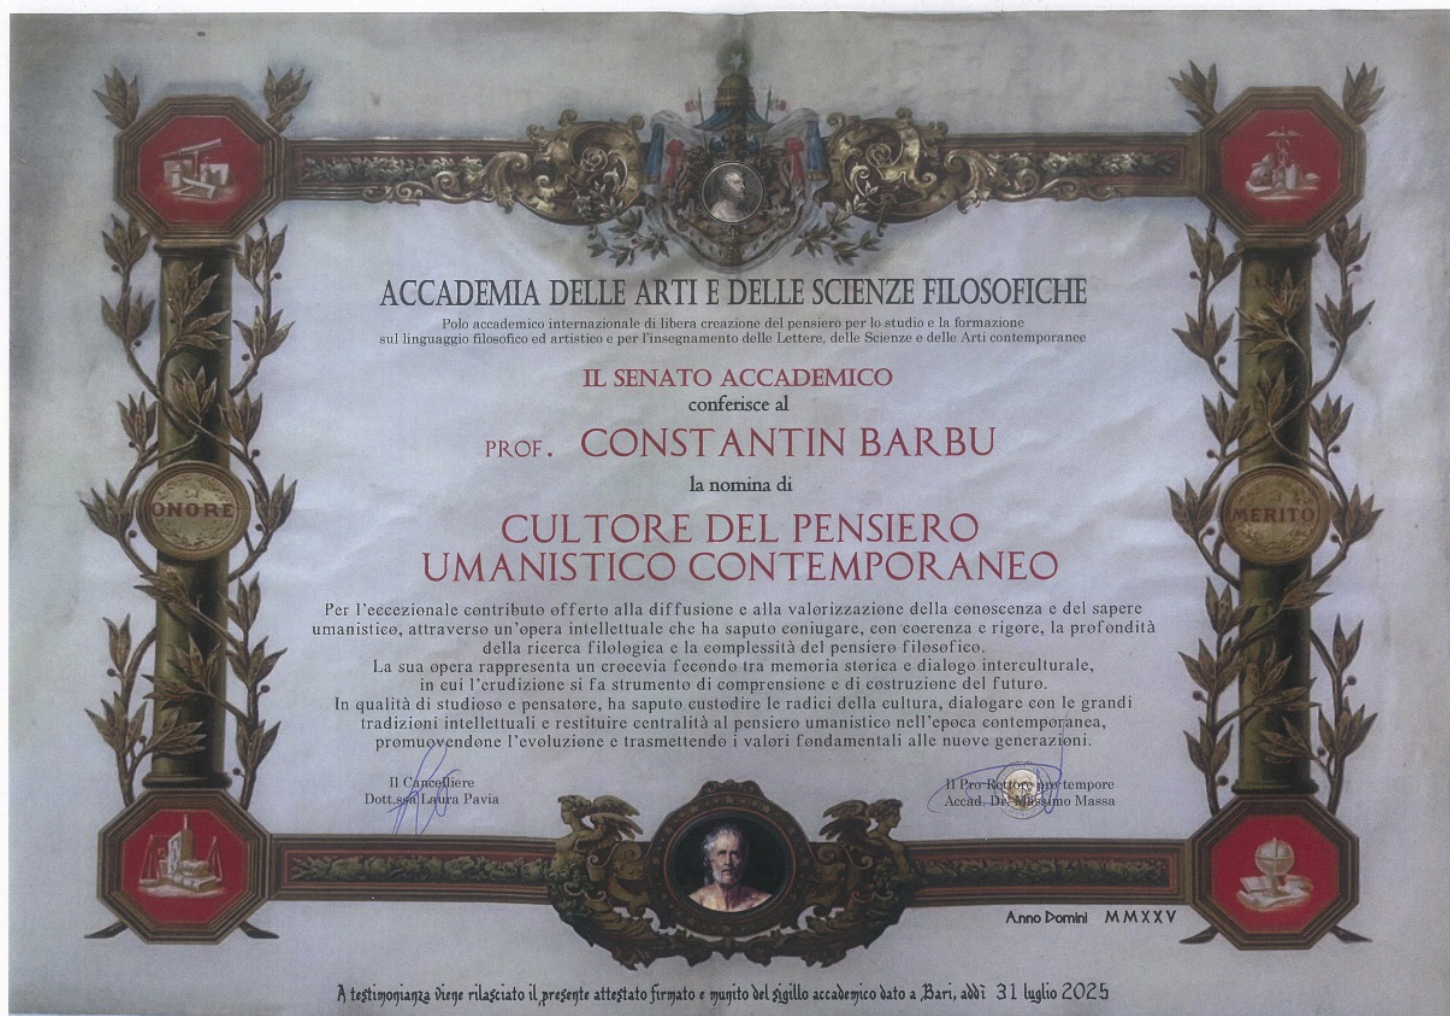 ACCADEMIA DELLE ARTI E DELLE SCIENZE FILOSOFICHE
Polo accademico internazionale di libera creazione del pensiero per lo studio e la formazione
sul linguaggio filosofico ed artistico e per l'insegnamento delle Lettere, delle Scienze e delle Arti contemporanee
IL SENATO ACCADEMICO
conferisce al
PROF. CONSTANTIN BARBU
la nomina di
CULTORE DEL PENSIERO
UMANISTICO CONTEMPORANEO
ONORE
MERITO
Per l'eccezionale contributo offerto alla diffusione e alla valorizzazione della conoscenza e del sapere
umanistico, attraverso un'opera intellettuale che ha saputo coniugare, con coerenza e rigore, la profondità
della ricerca filologica e la complessità del pensiero filosofico.
La sua opera rappresenta un crocevia fecondo tra memoria storica e dialogo interculturale,
in cui l'erudizione si fa strumento di comprensione e di costruzione del futuro.
In qualità di studioso e pensatore, ha saputo custodire le radici della cultura, dialogare con le grandi
tradizioni intellettuali e restituire centralità al pensiero umanistico nell'epoca contemporanea,
promuovendone l'evoluzione e trasmettendo i valori fondamentali alle nuove generazioni.
Il Cancelliere
Dott.ssa Laura Pavia
Il Pro-Rettore pro tempore
Accad. Dr. Massimo Massa
Anno Domini MMXXV
A testimonianza viene rilasciato il presente attestato firmato e munito del sigillo accademico dato a Bari, addì 31 luglio 2025